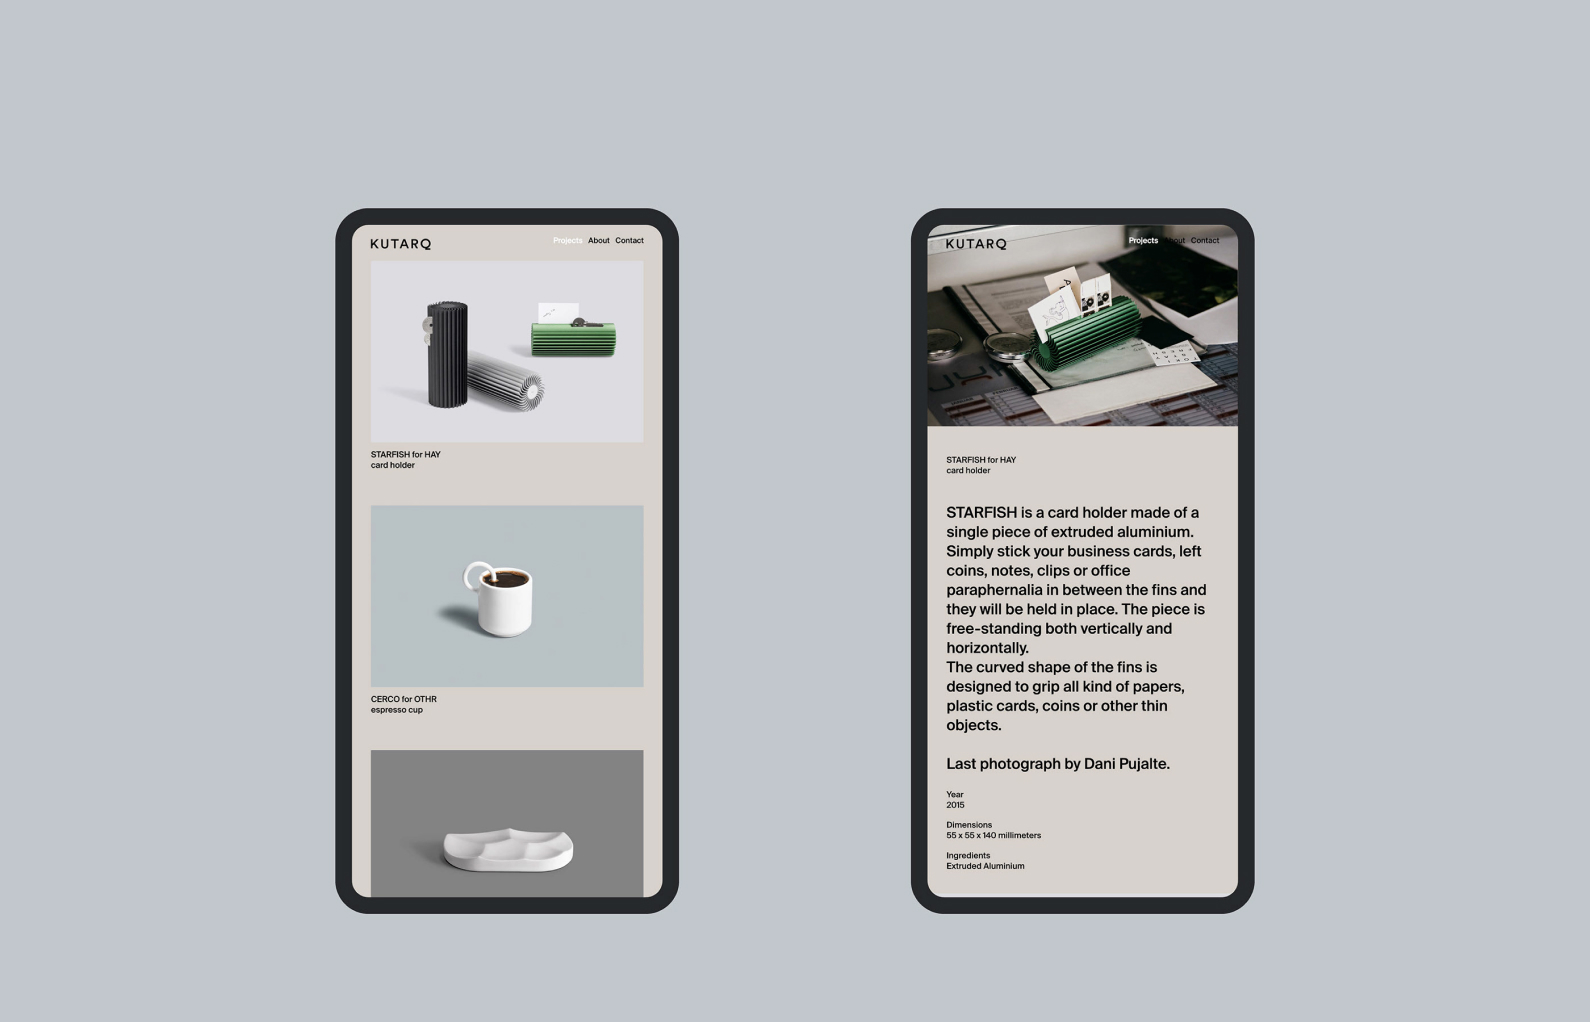 KUTARQ
Projects About Contact
STARFISH for HAY
card holder
CERCO for OTHR
espresso cup
KUTARQ
Projects About Contact
STARFISH for HAY
card holder
STARFISH is a card holder made of a
single piece of extruded aluminium.
Simply stick your business cards, left
coins, notes, clips or office
paraphernalia in between the fins and
they will be held in place. The piece is
free-standing both vertically and
horizontally.
The curved shape of the fins is
designed to grip all kind of papers,
plastic cards, coins or other thin
objects.
Last photograph by Dani Pujalte.
Year
2015
Dimensions
55 x 55 x 140 millimeters
Ingredients
Extruded Aluminium